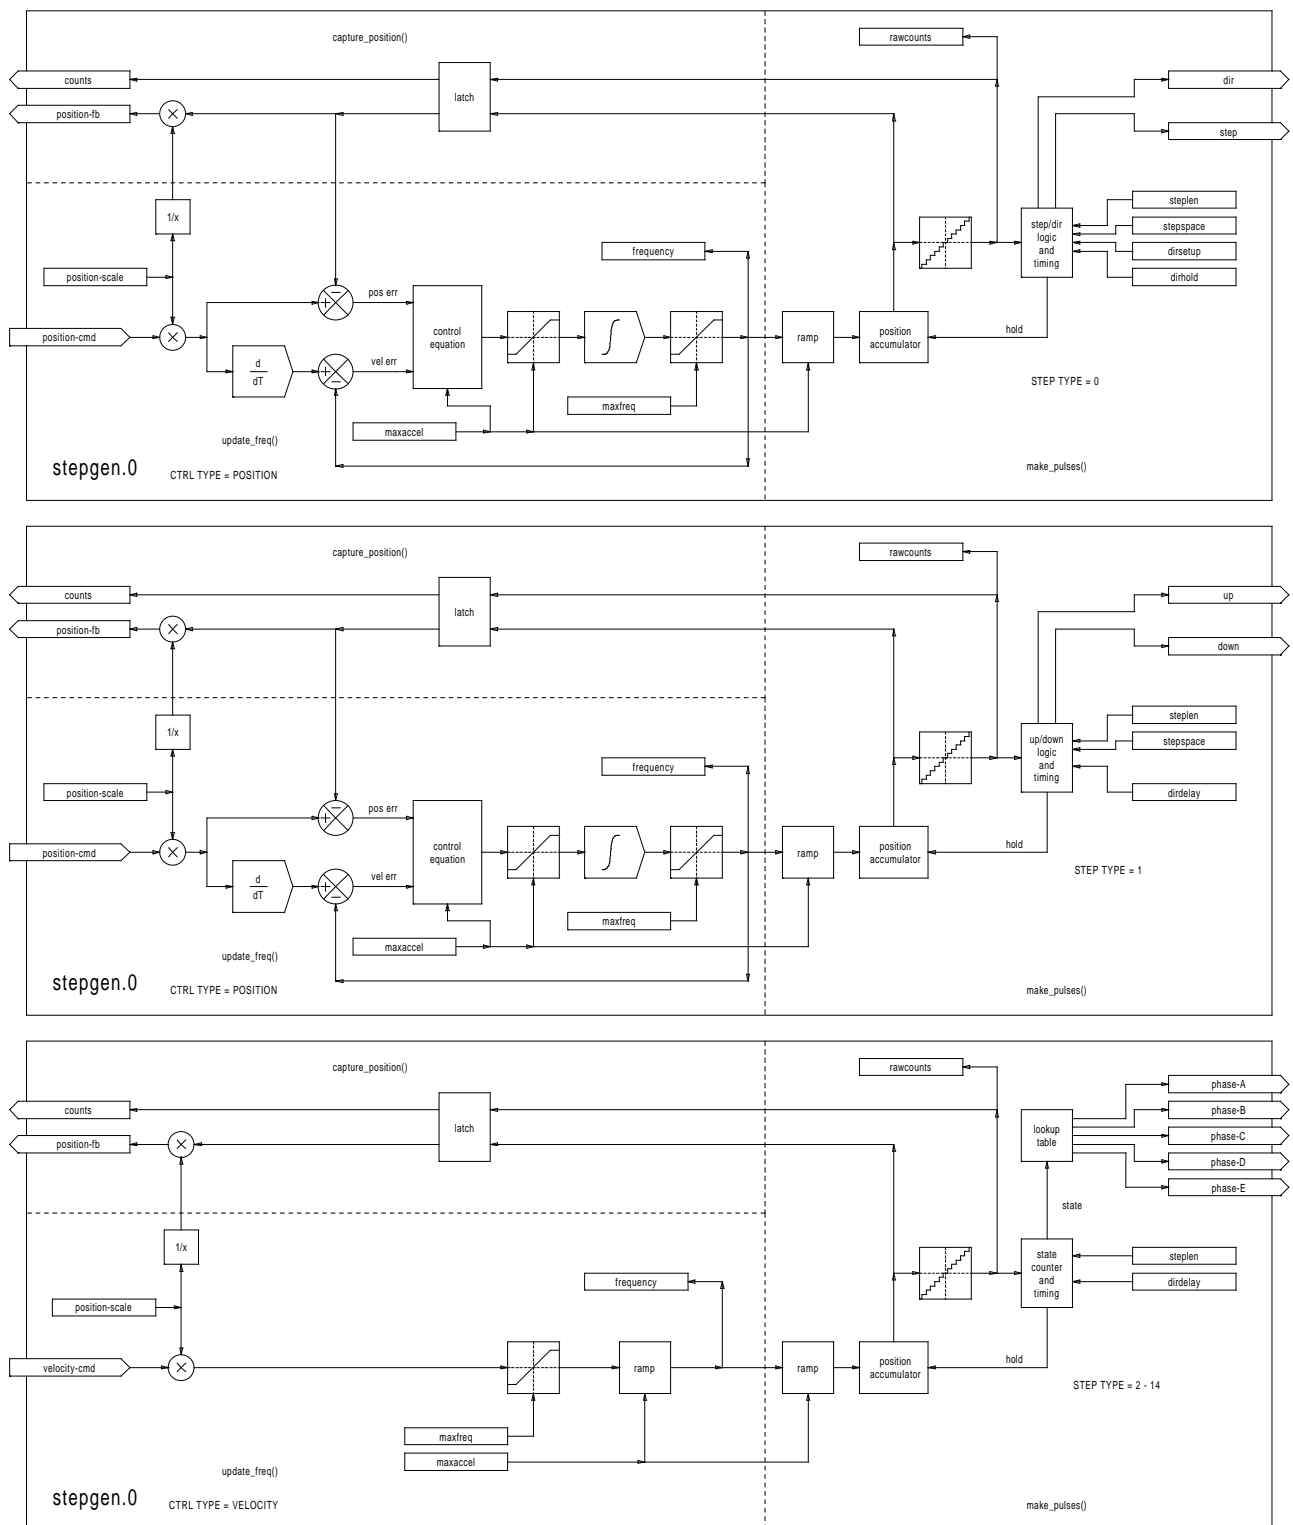 capture_position()
rawcounts
counts
latch
dir
position-fb
step
1/x
steplen
step/dir
logic
and
timing
stepspace
frequency
dirsetup
position-scale
dirhold
pos err
position-cmd
control
equation
ramp
position
accumulator
hold
d
dT
vel err
STEP TYPE = 0
maxfreq
maxaccel
update_freq()
stepgen.0
CTRL TYPE = POSITION
make_pulses()
capture_position()
rawcounts
counts
latch
up
position-fb
down
1/x
steplen
up/down
logic
and
timing
stepspace
frequency
position-scale
dirdelay
pos err
position-cmd
control
equation
ramp
position
accumulator
hold
d
dT
vel err
STEP TYPE = 1
maxfreq
maxaccel
update_freq()
stepgen.0
CTRL TYPE = POSITION
make_pulses()
capture_position()
rawcounts
phase-A
counts
latch
phase-B
lookup
table
phase-C
position-fb
phase-D
phase-E
state
1/x
state
counter
and
timing
steplen
frequency
dirdelay
position-scale
velocity-cmd
ramp
ramp
position
accumulator
hold
STEP TYPE = 2 - 14
maxfreq
maxaccel
update_freq()
stepgen.0
CTRL TYPE = VELOCITY
make_pulses()